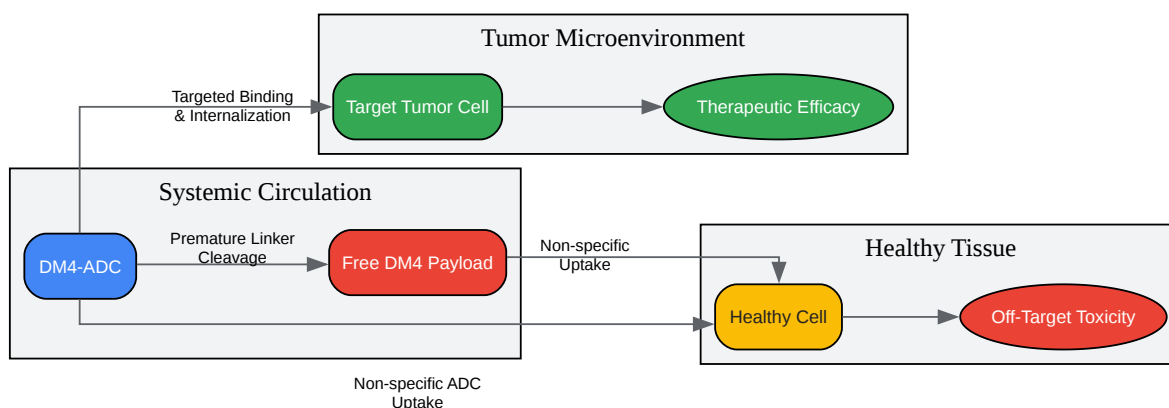 Tumor Microenvironment
Targeted Binding
& Internalization
Target Tumor Cell
Therapeutic Efficacy
Systemic Circulation
DM4-ADC
Premature Linker
Cleavage
Free DM4 Payload
Non-specific
Uptake
Healthy Tissue
Healthy Cell
Off-Target Toxicity
Non-specific ADC
Uptake